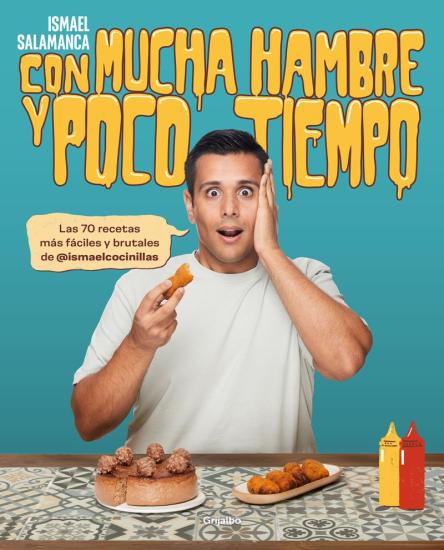 ISMAEL
SALAMANCA
CON MUCHA HAMBRE
Y POCO TIEMPO
Las 70 recetas
más fáciles y brutales
de @ismaelcocinillas
Grijalbo